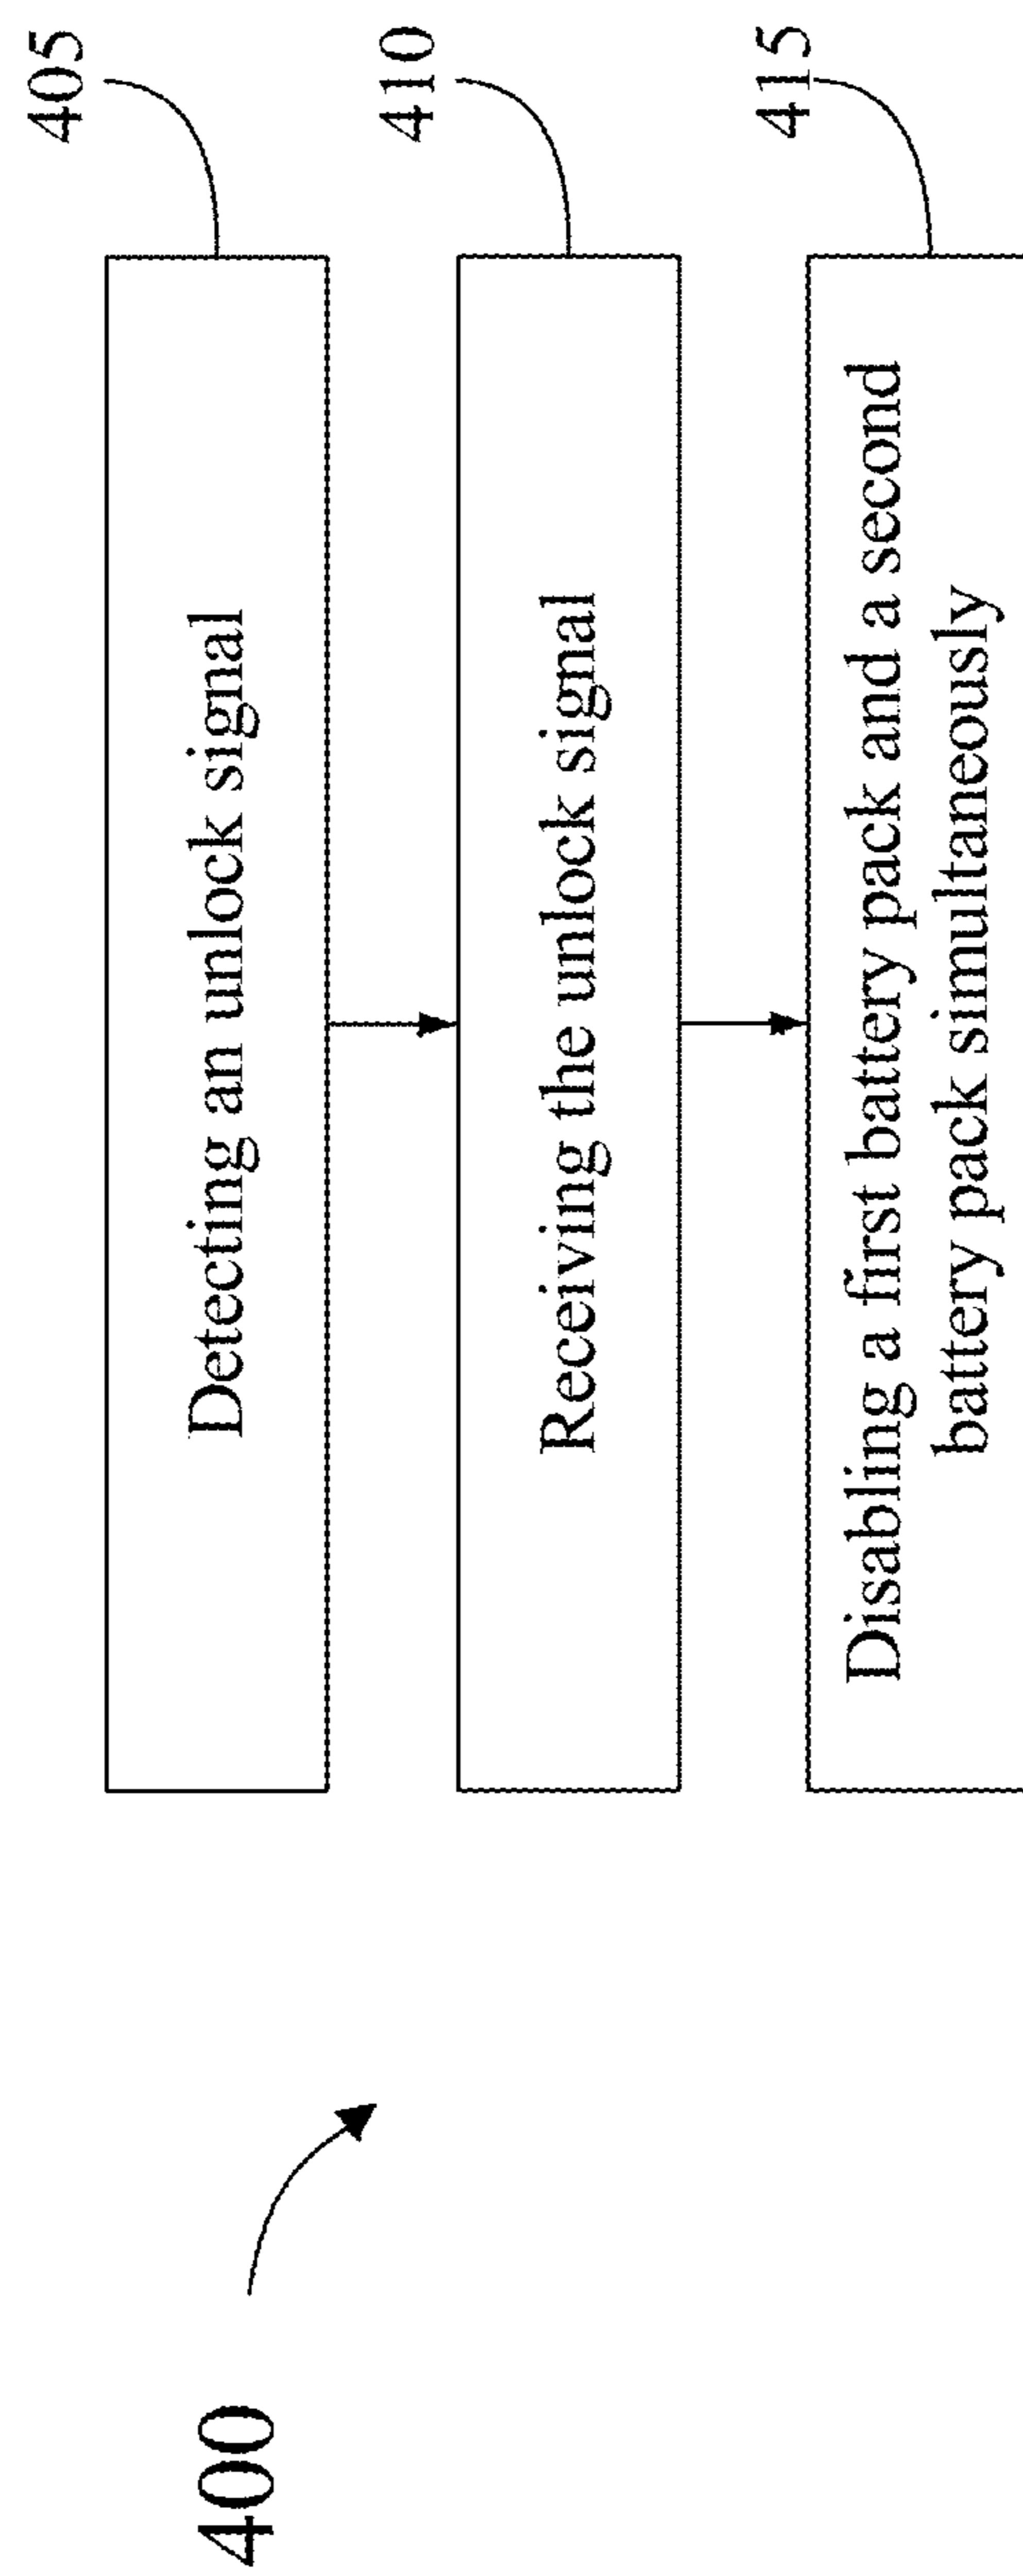 400
405
Detecting an unlock signal
410
Receiving the unlock signal
415
Disabling a first battery pack and a second
battery pack simultaneously